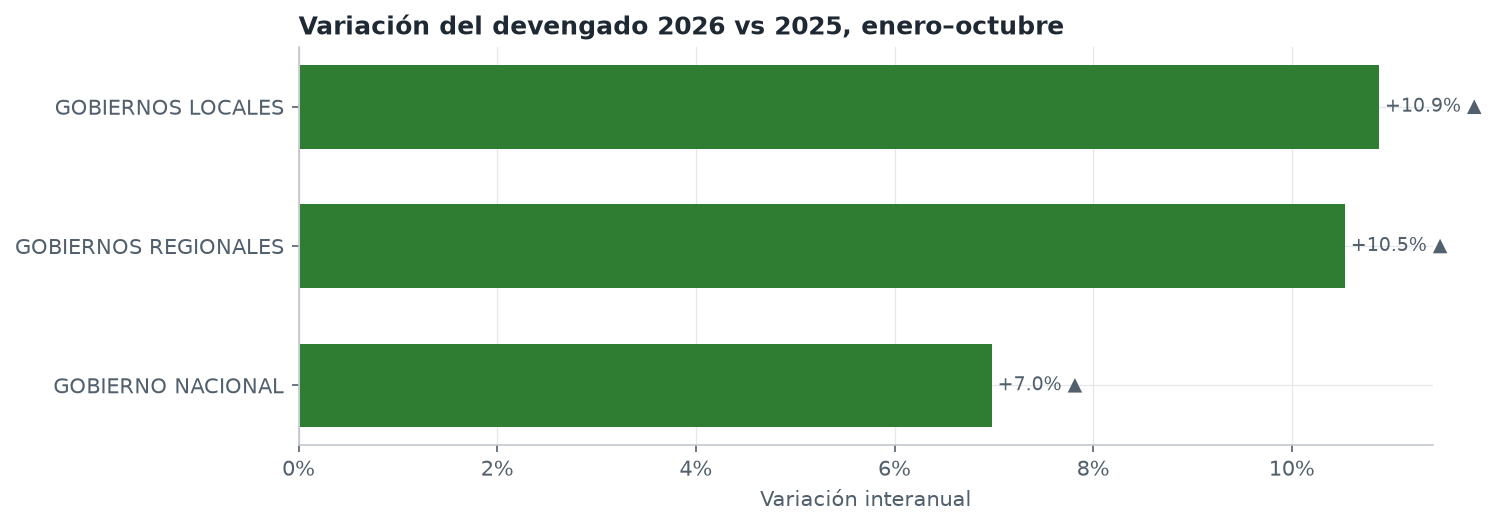 Variación del devengado 2026 vs 2025, enero–octubre
GOBIERNOS LOCALES
+10.9% ▲
GOBIERNOS REGIONALES
+10.5% ▲
GOBIERNO NACIONAL
+7.0% ▲
0% 2% 4% 6% 8% 10%
Variación interanual